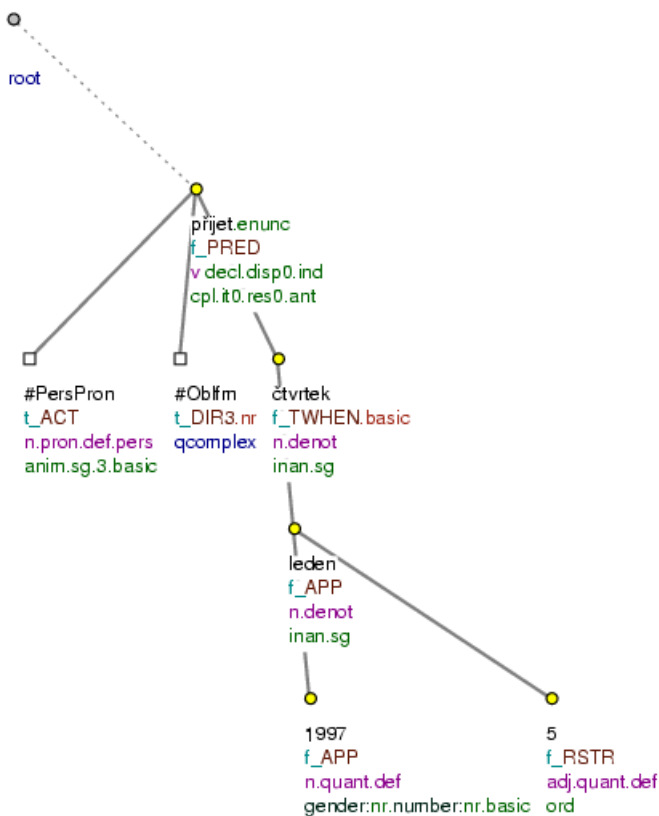 root
přijet.enunc
f_PRED
v decl.disp0.ind
cpl.it0.res0.ant
#PersPron
t_ACT
n.pron.def.pers
anim.sg.3.basic
#Oblfm
t_DIR3.nr
qcomplex
čtvrtek
f_TWHEN.basic
n.denot
inan.sg
leden
f_APP
n.denot
inan.sg
1997
f_APP
n.quant.def
gender:nr.number:nr.basic
5
f_RSTR
adj.quant.def
ord